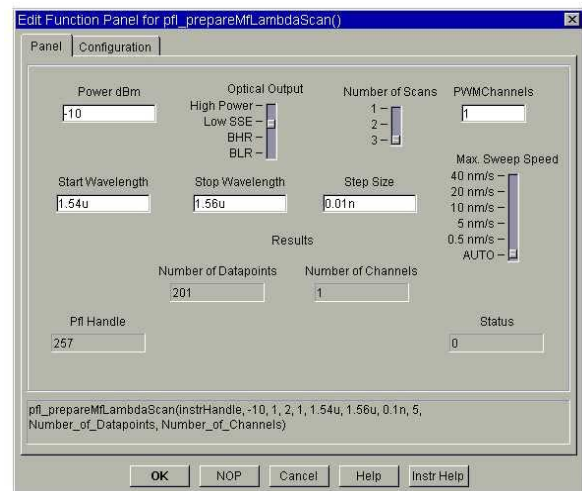 Edit Function Panel for pfl_prepareMfLambdaScan()
Panel
Configuration
Power dBm
-10
Optical Output
High Power
Low SSE
BHR
BLR
Number of Scans
1
2
3
PWMChannels
1
Max. Sweep Speed
40 nm/s
20 nm/s
10 nm/s
5 nm/s
0.5 nm/s
AUTO
Start Wavelength
1.54u
Stop Wavelength
1.56u
Step Size
0.01n
Results
Number of Datapoints
201
Number of Channels
1
Pfl Handle
257
Status
0
pfl_prepareMfLambdaScan(instrHandle, -10, 1, 2, 1, 1.54u, 1.56u, 0.1n, 5,
Number_of_Datapoints, Number_of_Channels)
OK
NOP
Cancel
Help
Instr Help